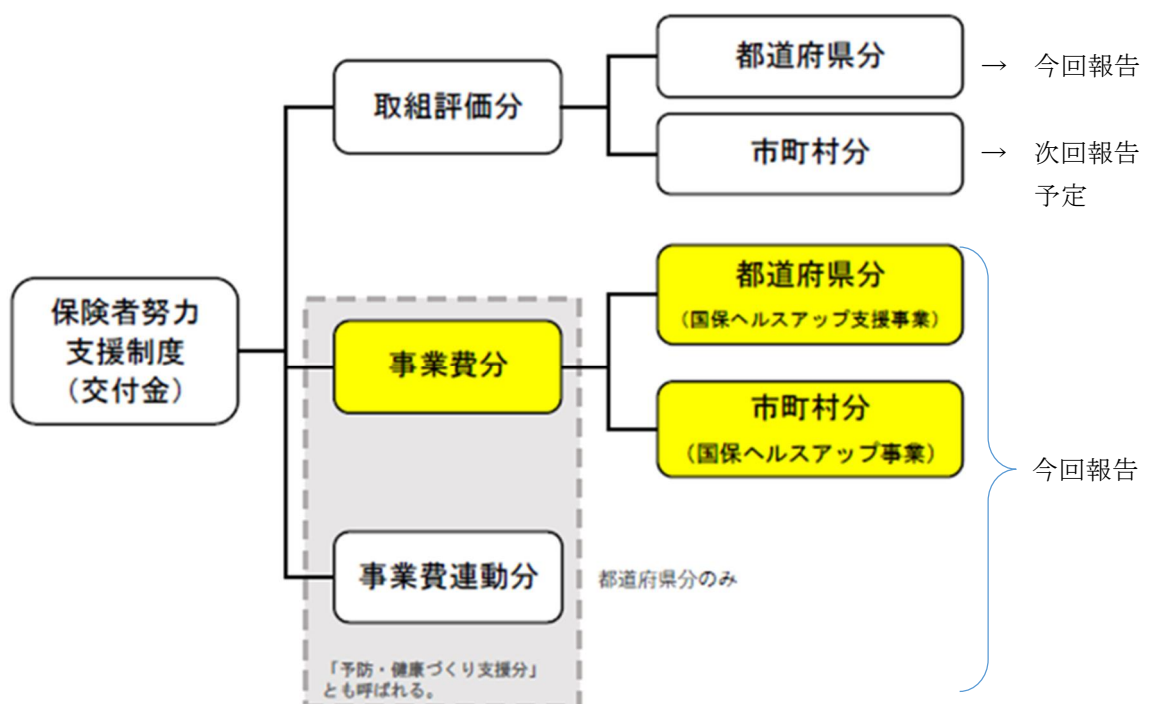 都道府県分
→ 今回報告
取組評価分
市町村分
→ 次回報告
予定
保険者努力
支援制度
（交付金）
都道府県分
（国保ヘルスアップ支援事業）
事業費分
市町村分
（国保ヘルスアップ事業）
今回報告
事業費連動分
都道府県分のみ
「予防・健康づくり支援分」
とも呼ばれる。